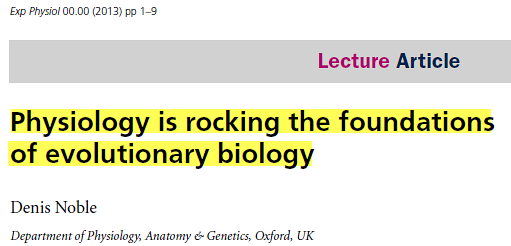 Exp Physiol 00.00 (2013) pp 1–9
Lecture Article
Physiology is rocking the foundations
of evolutionary biology
Denis Noble
Department of Physiology, Anatomy & Genetics, Oxford, UK